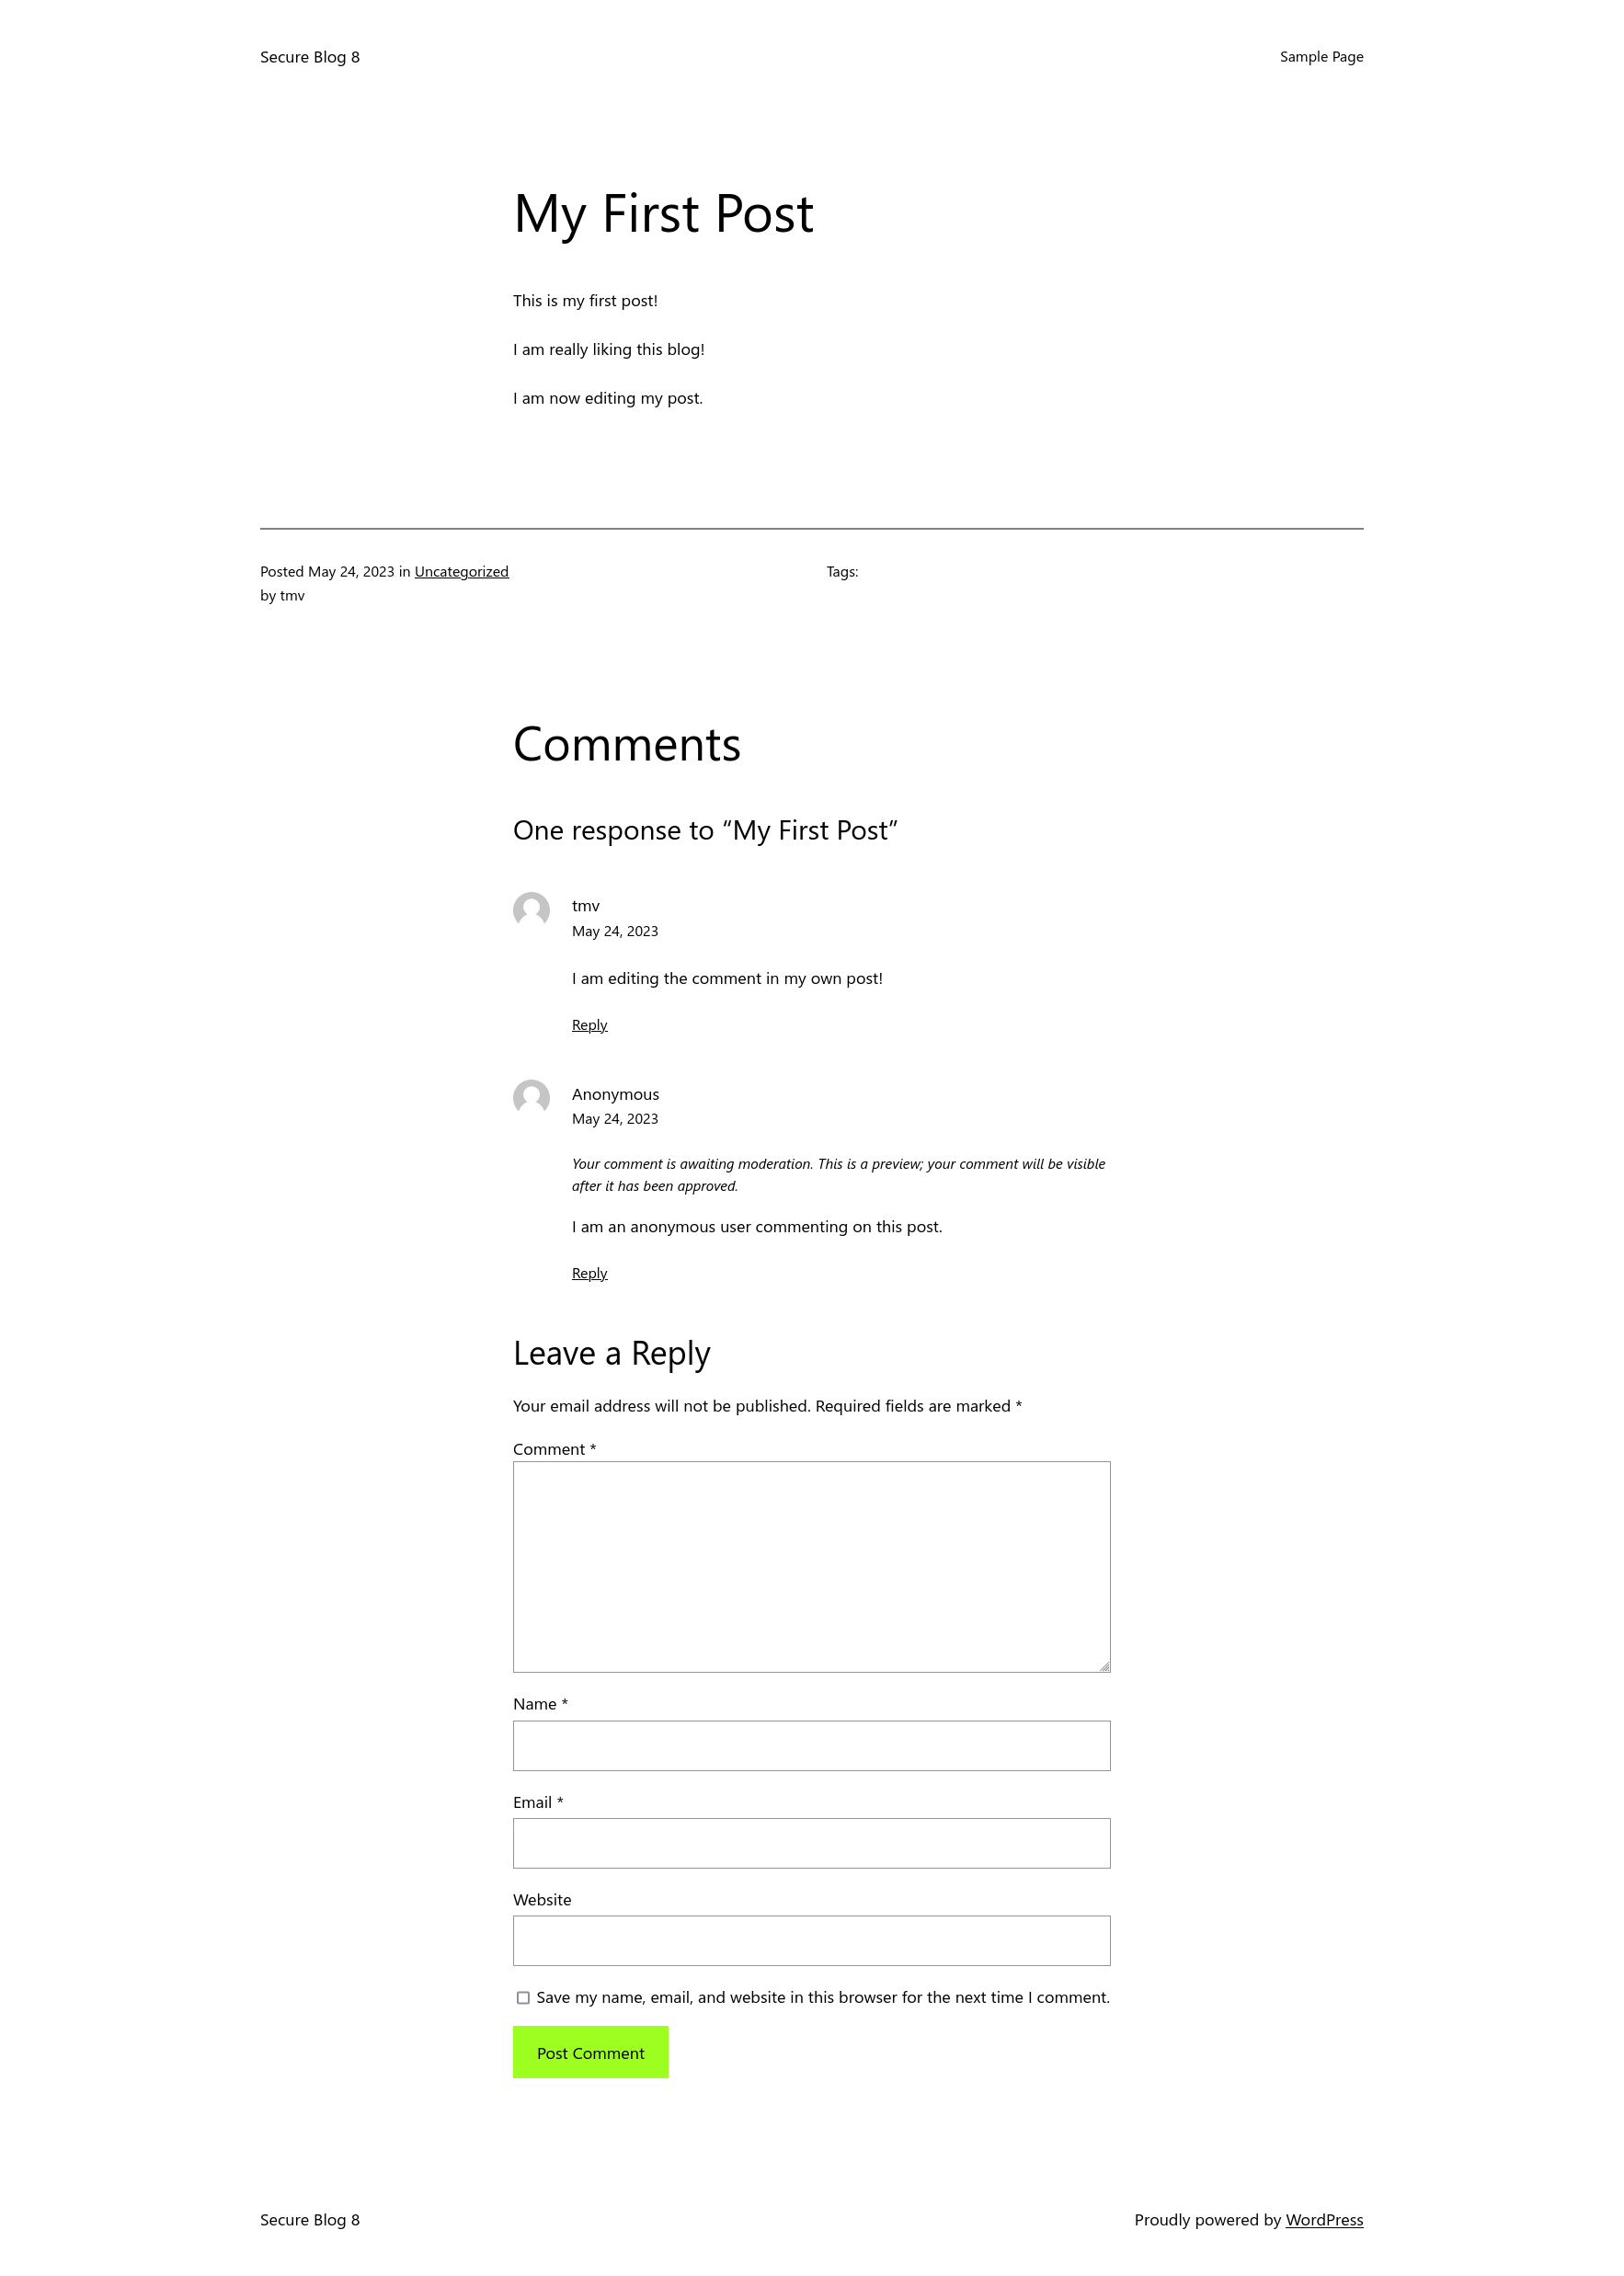 Secure Blog 8
Sample Page
My First Post
This is my first post!
I am really liking this blog!
I am now editing my post.
Posted May 24, 2023 in Uncategorized
by tmv
Tags:
Comments
One response to “My First Post”
tmv
May 24, 2023
I am editing the comment in my own post!
Reply
Anonymous
May 24, 2023
Your comment is awaiting moderation. This is a preview; your comment will be visible
after it has been approved.
I am an anonymous user commenting on this post.
Reply
Leave a Reply
Your email address will not be published. Required fields are marked *
Comment *
Name *
Email *
Website
Save my name, email, and website in this browser for the next time I comment.
Post Comment
Secure Blog 8
Proudly powered by WordPress